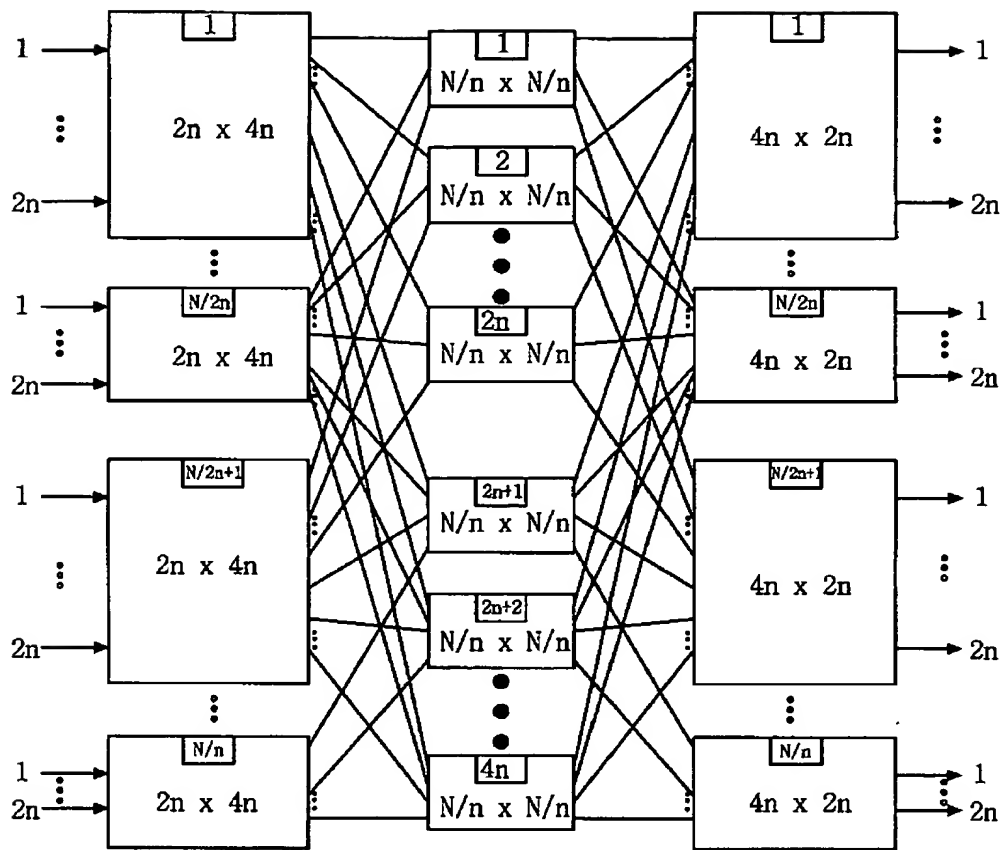 1
2n x 4n
1
2n
N/2n
2n x 4n
1
2n
N/2n+1
2n x 4n
1
2n
N/n
2n x 4n
1
2n
1
N/n x N/n
2
N/n x N/n
2n
N/n x N/n
2n+1
N/n x N/n
2n+2
N/n x N/n
4n
N/n x N/n
1
4n x 2n
1
2n
N/2n
4n x 2n
1
2n
N/2n+1
4n x 2n
1
2n
N/n
4n x 2n
1
2n